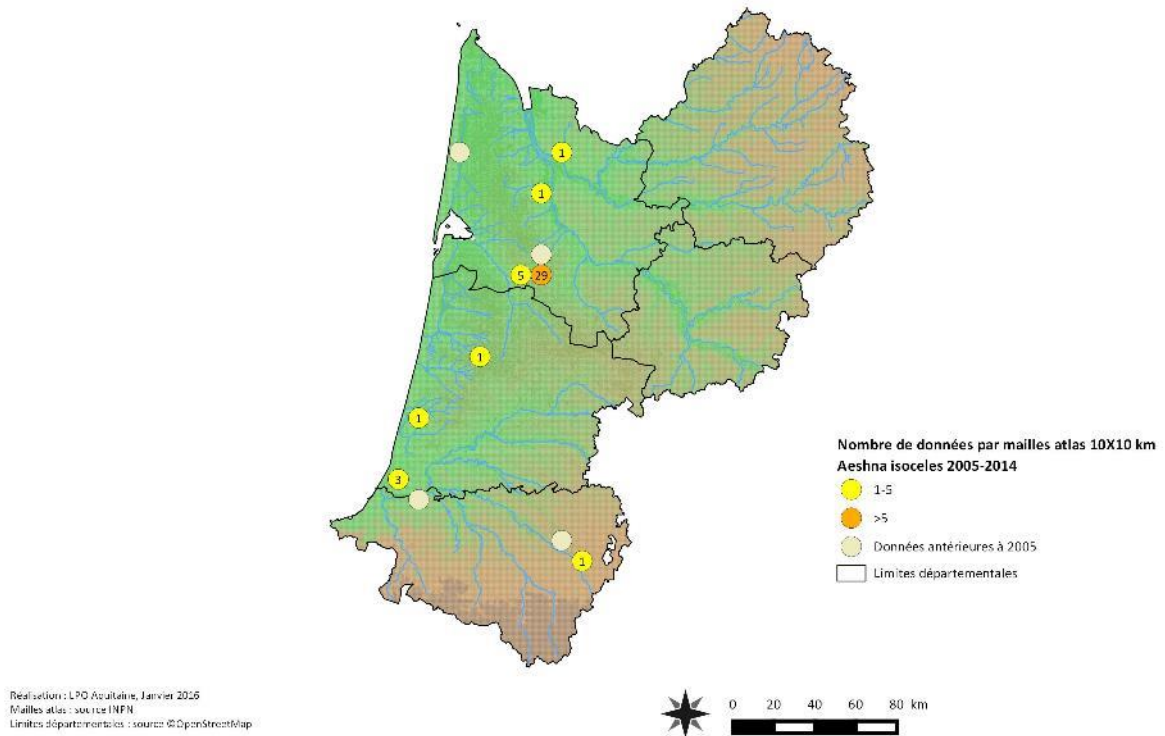 1
1
5 29
1
1
3
1
Nombre de données par mailles atlas 10X10 km
Aeshna isoceles 2005-2014
1-5
>5
Données antérieures à 2005
Limites départementales
Réalisation : LPO Aquitaine, Janvier 2016
Mailles atlas : source INPN
Limites départementales : source ©OpenStreetMap
0 20 40 60 80 km